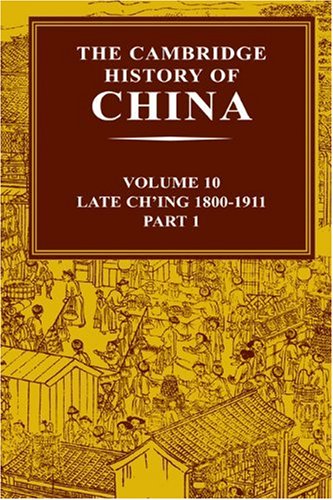 THE CAMBRIDGE
HISTORY OF
CHINA
VOLUME 10
LATE CH'ING 1800-1911
PART 1